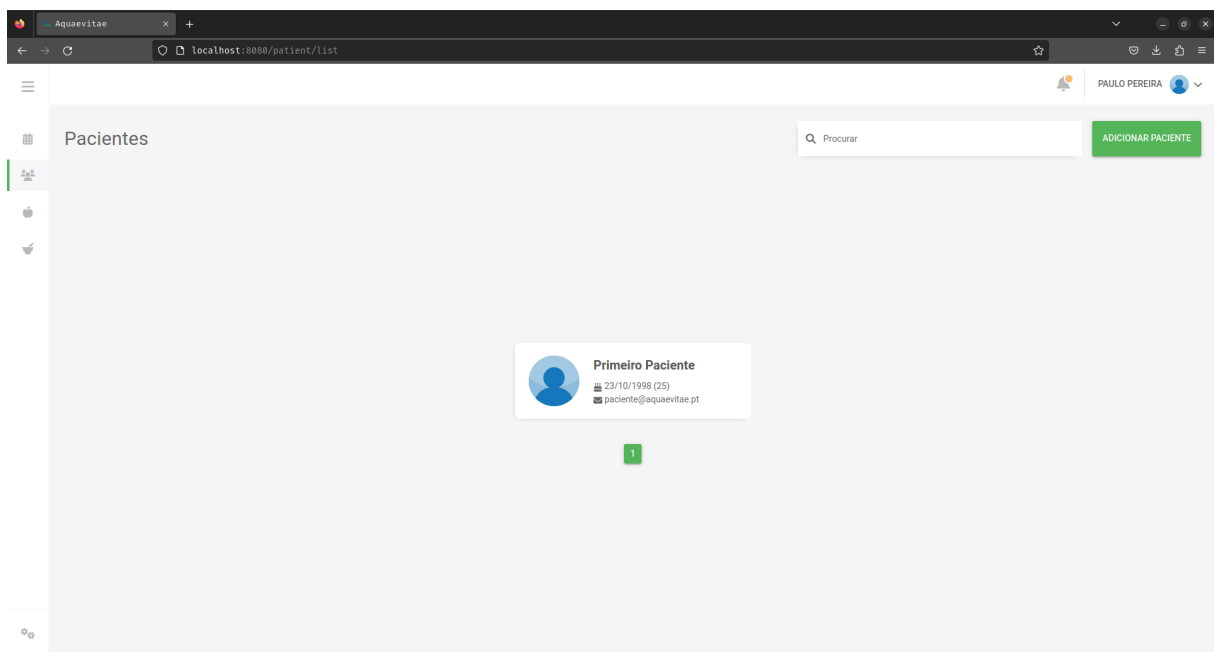 Aquaevitae
localhost:8080/patient/list
PAULO PEREIRA
Pacientes
Procurar
ADICIONAR PACIENTE
Primeiro Paciente
23/10/1998 (25)
paciente@aquaevitae.pt
1